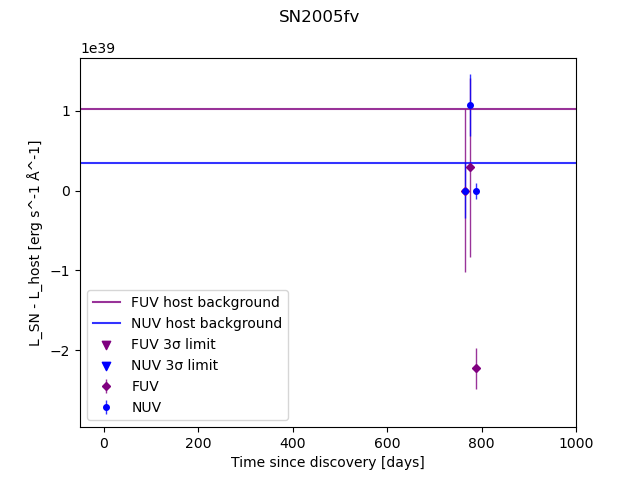 SN2005fv
1e39
L_SN - L_host [erg s^-1 Å^-1]
1
0
−1
−2
FUV host background
NUV host background
FUV 3σ limit
NUV 3σ limit
FUV
NUV
0 200 400 600 800 1000
Time since discovery [days]